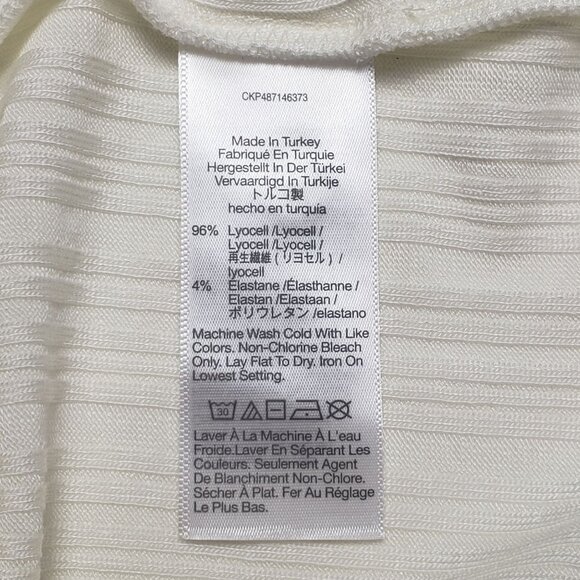 CKP487146373
Made In Turkey
Fabriqué En Turquie
Hergestellt In Der Türkei
Vervaardigd In Turkije
トルコ製
hecho en turquía
96% Lyocell /Lyocell /
Lyocell /Lyocell /
再生繊維 (リヨセル) /
lyocell
4% Elastane /Élasthanne /
Elastan /Elastaan /
ポリウレタン /elastano
Machine Wash Cold With Like
Colors. Non-Chlorine Bleach
Only. Lay Flat To Dry. Iron On
Lowest Setting.
30
Laver À La Machine À L'eau
Froide.Laver En Séparant Les
Couleurs. Seulement Agent
De Blanchiment Non-Chlore.
Sécher À Plat. Fer Au Réglage
Le Plus Bas.